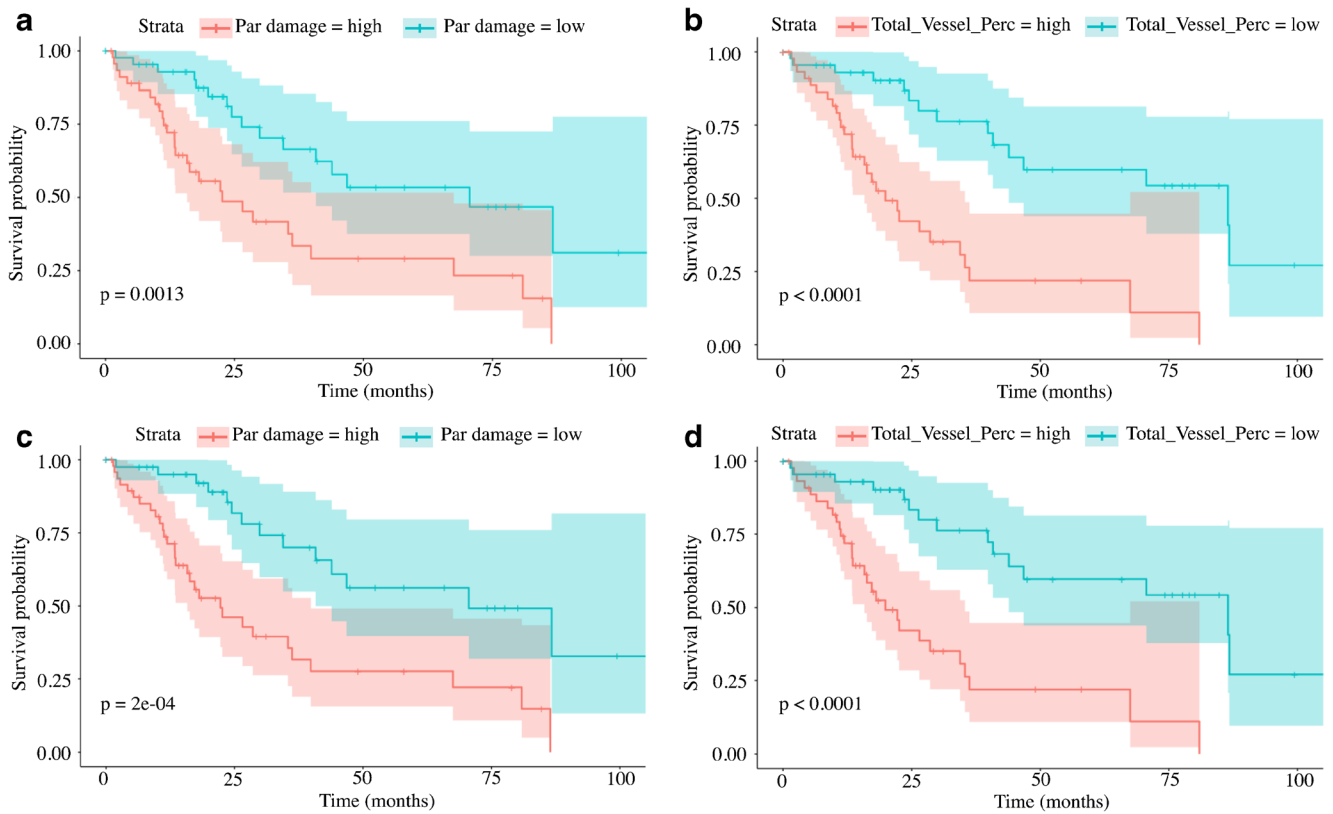 a
Strata Par damage = high Par damage = low
1.00
0.75
0.50
0.25
0.00
Survival probability
p = 0.0013
0 25 50 75 100
Time (months)
b
Strata Total_Vessel_Perc = high Total_Vessel_Perc = low
1.00
0.75
0.50
0.25
0.00
Survival probability
p < 0.0001
0 25 50 75 100
Time (months)
c
Strata Par damage = high Par damage = low
1.00
0.75
0.50
0.25
0.00
Survival probability
p = 2e-04
0 25 50 75 100
Time (months)
d
Strata Total_Vessel_Perc = high Total_Vessel_Perc = low
1.00
0.75
0.50
0.25
0.00
Survival probability
p < 0.0001
0 25 50 75 100
Time (months)